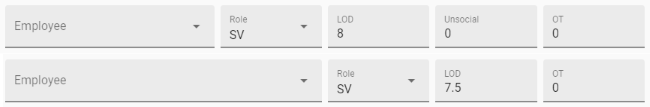 Employee Role SV LOD 8 Unsocial 0 OT 0
Employee Role SV LOD 7.5 OT 0